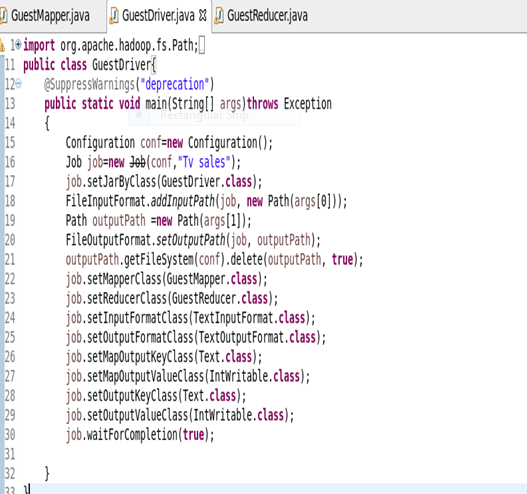 GuestMapper.java GuestDriver.java GuestReducer.java
1 import org.apache.hadoop.fs.Path;
11 public class GuestDriver{
12 @SuppressWarnings("deprecation")
13 public static void main(String[] args)throws Exception
Rectangular Snip
14 {
15 Configuration conf=new Configuration();
16 Job job=new Job(conf,"Tv sales");
17 job.setJarByClass(GuestDriver.class);
18 FileInputFormat.addInputPath(job, new Path(args[0]));
19 Path outputPath =new Path(args[1]);
20 FileOutputFormat.setOutputPath(job, outputPath);
21 outputPath.getFileSystem(conf).delete(outputPath, true);
22 job.setMapperClass(GuestMapper.class);
23 job.setReducerClass(GuestReducer.class);
24 job.setInputFormatClass(TextInputFormat.class);
25 job.setOutputFormatClass(TextOutputFormat.class);
26 job.setMapOutputKeyClass(Text.class);
27 job.setMapOutputValueClass(IntWritable.class);
28 job.setOutputKeyClass(Text.class);
29 job.setOutputValueClass(IntWritable.class);
30 job.waitForCompletion(true);
31
32 }
33 }